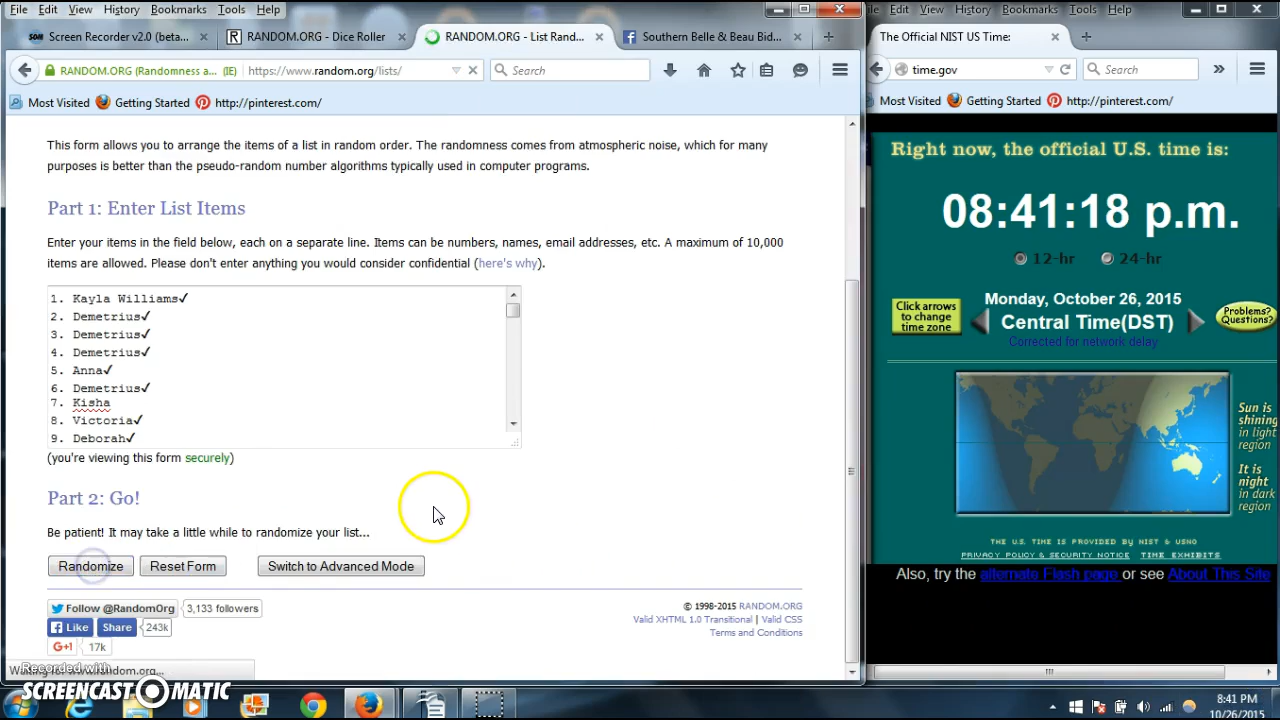 File Edit View History Bookmarks Tools Help
Screen Recorder v2.0 (beta... RANDOM.ORG - Dice Roller RANDOM.ORG - List Rand... Southern Belle & Beau Bid...
RANDOM.ORG (Randomness a... (IE) https://www.random.org/lists/ Search
Most Visited Getting Started http://pinterest.com/
This form allows you to arrange the items of a list in random order. The randomness comes from atmospheric noise, which for many
purposes is better than the pseudo-random number algorithms typically used in computer programs.
Part 1: Enter List Items
Enter your items in the field below, each on a separate line. Items can be numbers, names, email addresses, etc. A maximum of 10,000
items are allowed. Please don't enter anything you would consider confidential (here's why).
1. Kayla Williams✓
2. Demetrius✓
3. Demetrius✓
4. Demetrius✓
5. Anna✓
6. Demetrius✓
7. Kisha
8. Victoria✓
9. Deborah✓
(you're viewing this form securely)
Part 2: Go!
Be patient! It may take a little while to randomize your list...
Randomize Reset Form Switch to Advanced Mode
Follow @RandomOrg 3,133 followers
Like Share 243k
G+1 17k
© 1998-2015 RANDOM.ORG
Valid XHTML 1.0 Transitional | Valid CSS
Terms and Conditions
Waiting for www.random.org...
Recorded with
SCREENCAST-O-MATIC
File Edit View History Bookmarks Tools Help
The Official NIST US Time:
time.gov Search
Most Visited Getting Started http://pinterest.com/
Right now, the official U.S. time is:
08:41:18 p.m.
12-hr 24-hr
Click arrows
to change
time zone
Monday, October 26, 2015
Central Time(DST)
Corrected for network delay
Problems?
Questions?
Sun is
shining
in light
region
It is
night
in dark
region
THE U.S. TIME IS PROVIDED BY NIST & USNO
PRIVACY POLICY & SECURITY NOTICE TIME EXHIBITS
Also, try the alternate Flash page or see About This Site
8:41 PM
10/26/2015